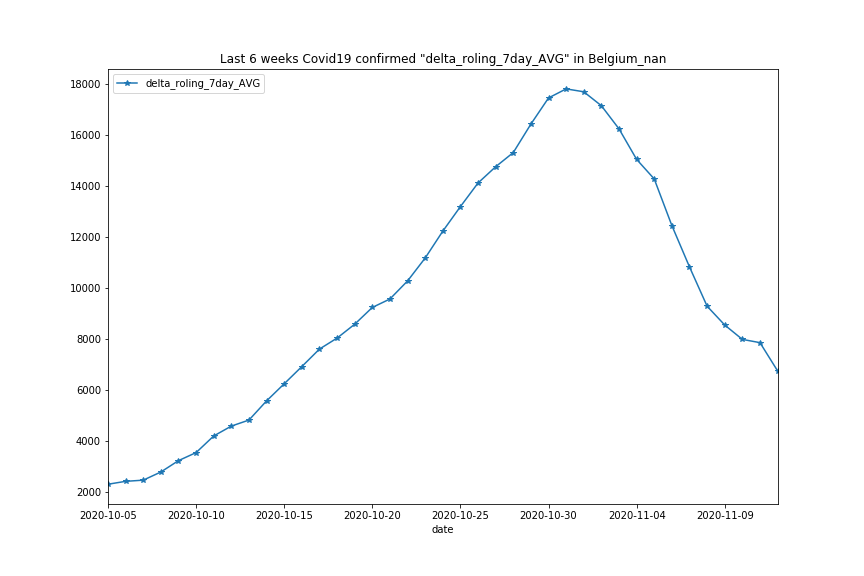 Last 6 weeks Covid19 confirmed "delta_roling_7day_AVG" in Belgium_nan
delta_roling_7day_AVG
18000
16000
14000
12000
10000
8000
6000
4000
2000
2020-10-05 2020-10-10 2020-10-15 2020-10-20 2020-10-25 2020-10-30 2020-11-04 2020-11-09
date